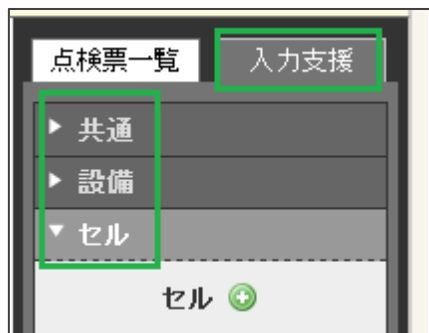 点検票一覧 入力支援
共通
設備
セル
セル